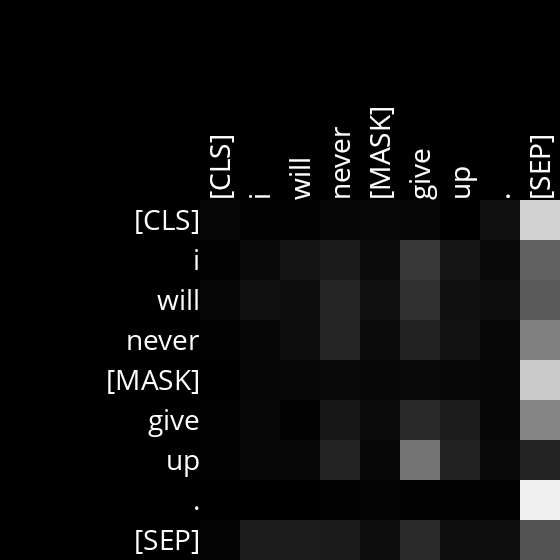 [CLS] i will never [MASK] give up . [SEP]
[CLS]
i
will
never
[MASK]
give
up
.
[SEP]